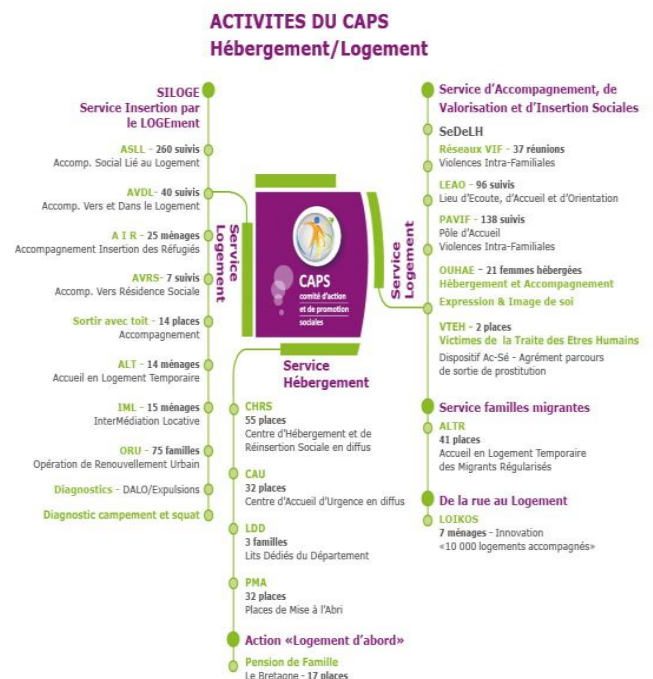 ACTIVITES DU CAPS
Hébergement/Logement
SILOGE
Service Insertion par
le LOGEment
ASLL - 260 suivis
Accomp. Social Lié au Logement
AVDL- 40 suivis
Accomp. Vers et Dans le Logement
A I R - 25 ménages
Accompagnement Insertion des Réfugiés
AVRS- 7 suivis
Accomp. Vers Résidence Sociale
Sortir avec toit - 14 places
Accompagnement
ALT - 14 ménages
Accueil en Logement Temporaire
IML - 15 ménages
InterMédiation Locative
ORU - 75 familles
Opération de Renouvellement Urbain
Diagnostics - DALO/Expulsions
Diagnostic campement et squat
Service
Logement
CAPS
comité d'action
et de promotion
sociales
Service
Logement
Service
Hébergement
CHRS
55 places
Centre d'Hébergement et de
Réinsertion Sociale en diffus
CAU
32 places
Centre d'Accueil d'Urgence en diffus
LDD
3 familles
Lits Dédiés du Département
PMA
32 places
Places de Mise à l'Abri
Action «Logement d'abord»
Pension de Famille
Le Bretagne - 17 places
Service d'Accompagnement, de
Valorisation et d'Insertion Sociales
SeDeLH
Réseaux VIF - 37 réunions
Violences Intra-Familiales
LEAO - 96 suivis
Lieu d'Ecoute, d'Accueil et d'Orientation
PAVIF - 138 suivis
Pôle d'Accueil
Violences Intra-Familiales
OUHAE - 21 femmes hébergées
Hébergement et Accompagnement
Expression & Image de soi
VTEH - 2 places
Victimes de la Traite des Etres Humains
Dispositif Ac-Sé - Agrément parcours
de sortie de prostitution
Service familles migrantes
ALTR
41 places
Accueil en Logement Temporaire
des Migrants Régularisés
De la rue au Logement
LOIKOS
7 ménages - Innovation
«10 000 logements accompagnés»